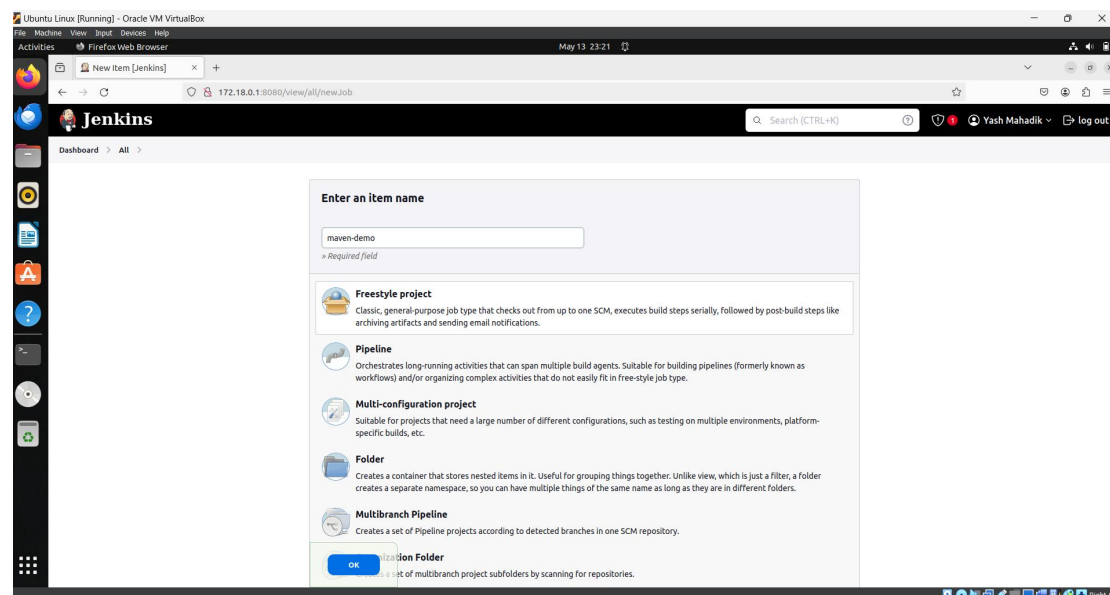 Ubuntu Linux [Running] - Oracle VM VirtualBox
File Machine View Input Devices Help
Activities Firefox Web Browser May 13 23:21
New Item [Jenkins]
172.18.0.1:8080/view/all/newJob
Jenkins
Search (CTRL+K)
1
Yash Mahadik
log out
Dashboard > All >
Enter an item name
maven-demo
» Required field
Freestyle project
Classic, general-purpose job type that checks out from up to one SCM, executes build steps serially, followed by post-build steps like
archiving artifacts and sending email notifications.
Pipeline
Orchestrates long-running activities that can span multiple build agents. Suitable for building pipelines (formerly known as
workflows) and/or organizing complex activities that do not easily fit in free-style job type.
Multi-configuration project
Suitable for projects that need a large number of different configurations, such as testing on multiple environments, platform-
specific builds, etc.
Folder
Creates a container that stores nested items in it. Useful for grouping things together. Unlike view, which is just a filter, a folder
creates a separate namespace, so you can have multiple things of the same name as long as they are in different folders.
Multibranch Pipeline
Creates a set of Pipeline projects according to detected branches in one SCM repository.
Folder
set of multibranch project subfolders by scanning for repositories.
OK